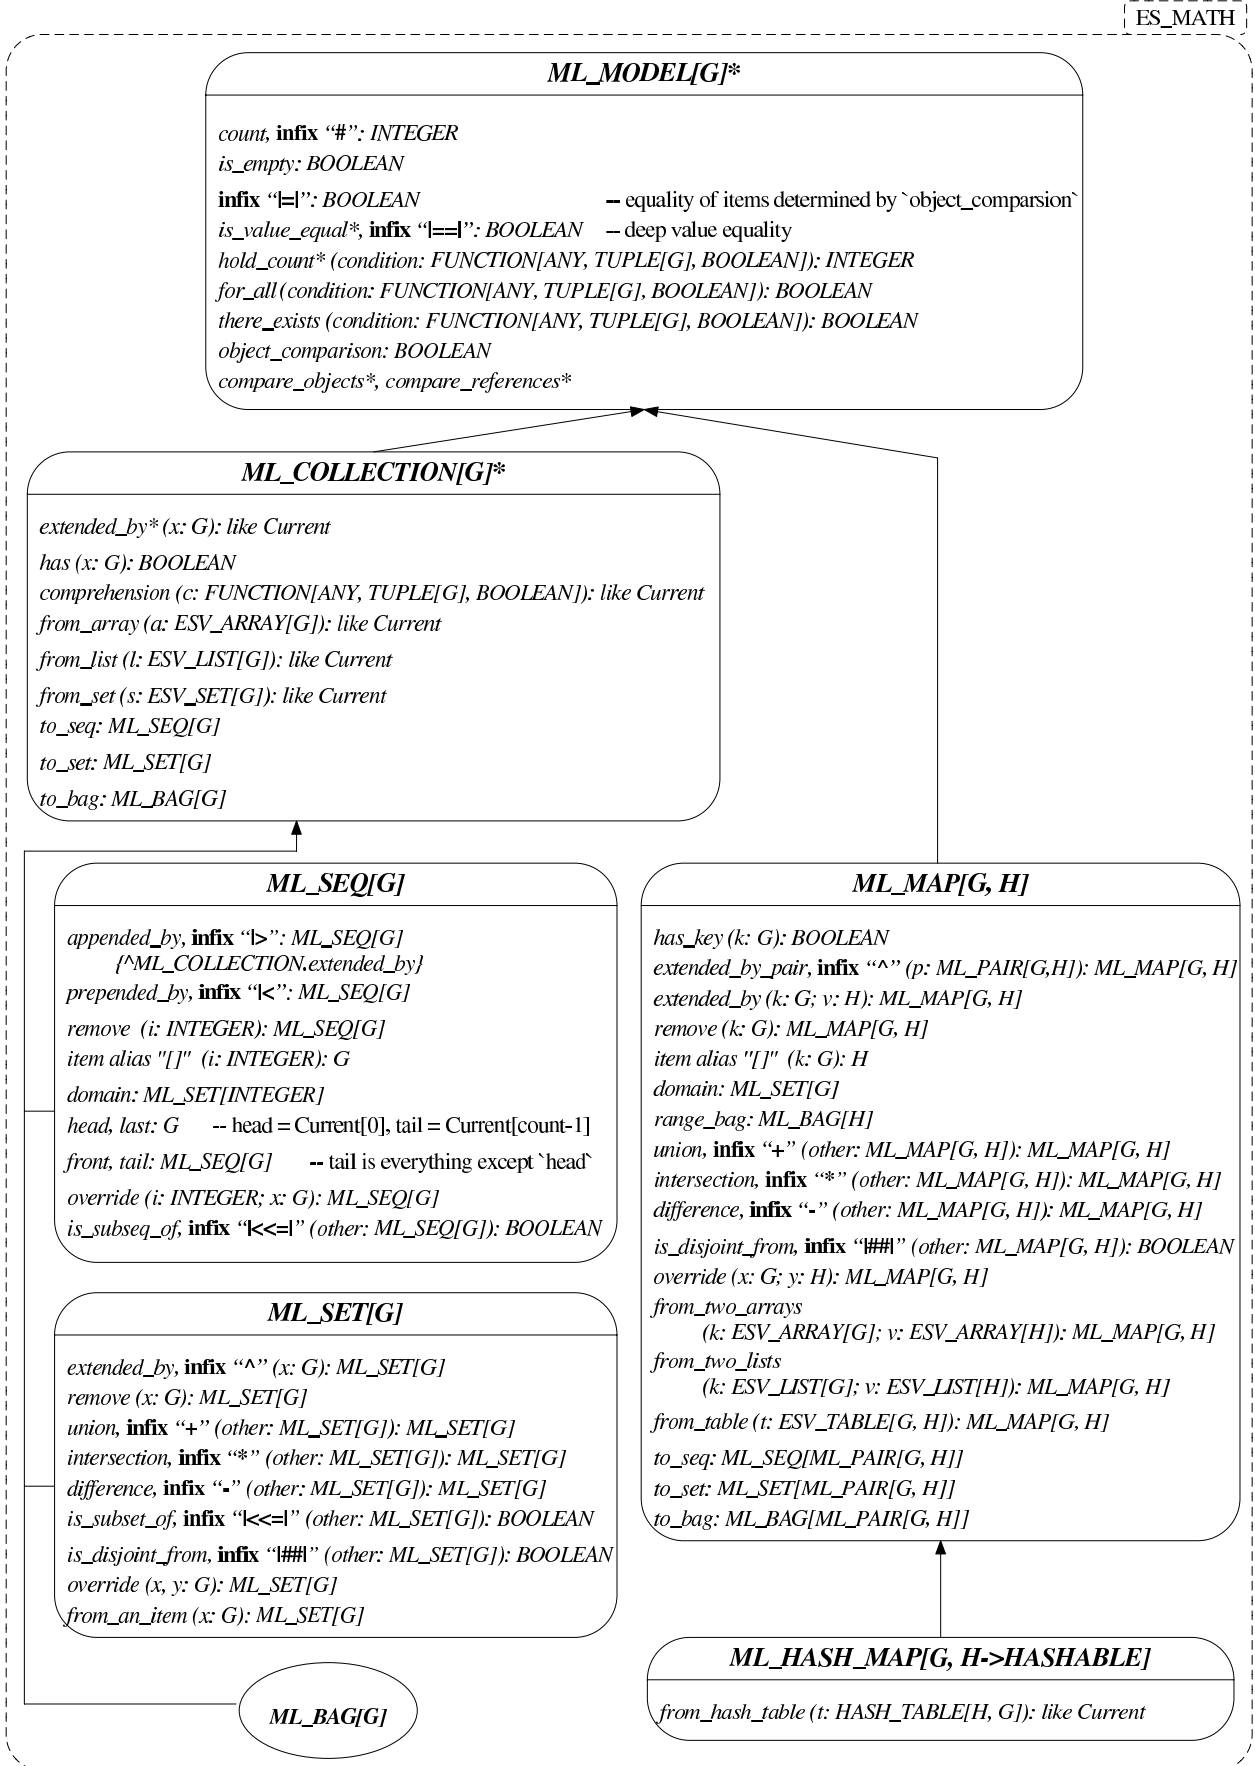 ES_MATH
ML_MODEL[G]*
count, infix “#”: INTEGER
is_empty: BOOLEAN
infix “|=|”: BOOLEAN -- equality of items determined by `object_comparsion`
is_value_equal*, infix “|==|”: BOOLEAN -- deep value equality
hold_count* (condition: FUNCTION[ANY, TUPLE[G], BOOLEAN]): INTEGER
for_all (condition: FUNCTION[ANY, TUPLE[G], BOOLEAN]): BOOLEAN
there_exists (condition: FUNCTION[ANY, TUPLE[G], BOOLEAN]): BOOLEAN
object_comparison: BOOLEAN
compare_objects*, compare_references*
ML_COLLECTION[G]*
extended_by* (x: G): like Current
has (x: G): BOOLEAN
comprehension (c: FUNCTION[ANY, TUPLE[G], BOOLEAN]): like Current
from_array (a: ESV_ARRAY[G]): like Current
from_list (l: ESV_LIST[G]): like Current
from_set (s: ESV_SET[G]): like Current
to_seq: ML_SEQ[G]
to_set: ML_SET[G]
to_bag: ML_BAG[G]
ML_SEQ[G]
appended_by, infix “|>”: ML_SEQ[G]
{^ML_COLLECTION.extended_by}
prepended_by, infix “|<”: ML_SEQ[G]
remove (i: INTEGER): ML_SEQ[G]
item alias "[]" (i: INTEGER): G
domain: ML_SET[INTEGER]
head, last: G -- head = Current[0], tail = Current[count-1]
front, tail: ML_SEQ[G] -- tail is everything except `head`
override (i: INTEGER; x: G): ML_SEQ[G]
is_subseq_of, infix “|<<=|” (other: ML_SEQ[G]): BOOLEAN
ML_SET[G]
extended_by, infix “^” (x: G): ML_SET[G]
remove (x: G): ML_SET[G]
union, infix “+” (other: ML_SET[G]): ML_SET[G]
intersection, infix “*” (other: ML_SET[G]): ML_SET[G]
difference, infix “-” (other: ML_SET[G]): ML_SET[G]
is_subset_of, infix “|<<=|” (other: ML_SET[G]): BOOLEAN
is_disjoint_from, infix “|##|” (other: ML_SET[G]): BOOLEAN
override (x, y: G): ML_SET[G]
from_an_item (x: G): ML_SET[G]
ML_BAG[G]
ML_MAP[G, H]
has_key (k: G): BOOLEAN
extended_by_pair, infix “^” (p: ML_PAIR[G,H]): ML_MAP[G, H]
extended_by (k: G; v: H): ML_MAP[G, H]
remove (k: G): ML_MAP[G, H]
item alias "[]" (k: G): H
domain: ML_SET[G]
range_bag: ML_BAG[H]
union, infix “+” (other: ML_MAP[G, H]): ML_MAP[G, H]
intersection, infix “*” (other: ML_MAP[G, H]): ML_MAP[G, H]
difference, infix “-” (other: ML_MAP[G, H]): ML_MAP[G, H]
is_disjoint_from, infix “|##|” (other: ML_MAP[G, H]): BOOLEAN
override (x: G; y: H): ML_MAP[G, H]
from_two_arrays
(k: ESV_ARRAY[G]; v: ESV_ARRAY[H]): ML_MAP[G, H]
from_two_lists
(k: ESV_LIST[G]; v: ESV_LIST[H]): ML_MAP[G, H]
from_table (t: ESV_TABLE[G, H]): ML_MAP[G, H]
to_seq: ML_SEQ[ML_PAIR[G, H]]
to_set: ML_SET[ML_PAIR[G, H]]
to_bag: ML_BAG[ML_PAIR[G, H]]
ML_HASH_MAP[G, H->HASHABLE]
from_hash_table (t: HASH_TABLE[H, G]): like Current